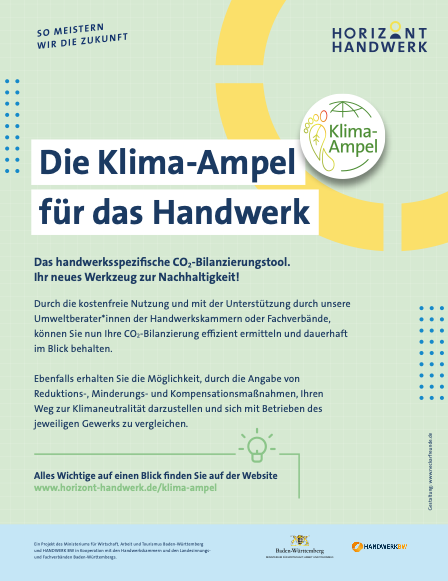 SO MEISTERN
WIR DIE ZUKUNFT
HORIZONT
HANDWERK
Klima-
Ampel
Die Klima-Ampel
für das Handwerk
Das handwerksspezifische CO₂-Bilanzierungstool.
Ihr neues Werkzeug zur Nachhaltigkeit!
Durch die kostenfreie Nutzung und mit der Unterstützung durch unsere
Umweltberater*innen der Handwerkskammern oder Fachverbände,
können Sie nun Ihre CO₂-Bilanzierung effizient ermitteln und dauerhaft
im Blick behalten.
Ebenfalls erhalten Sie die Möglichkeit, durch die Angabe von
Reduktions-, Minderungs- und Kompensationsmaßnahmen, Ihren
Weg zur Klimaneutralität darzustellen und sich mit Betrieben des
jeweiligen Gewerks zu vergleichen.
Alles Wichtige auf einen Blick finden Sie auf der Website
www.horizont-handwerk.de/klima-ampel
Gestaltung: www.vectorfreunde.de
Ein Projekt des Ministeriums für Wirtschaft, Arbeit und Tourismus Baden-Württemberg
und HANDWERK BW in Kooperation mit den Handwerkskammern und den Landesinnungs-
und Fachverbänden Baden-Württembergs.
Baden-Württemberg
HANDWERK BW